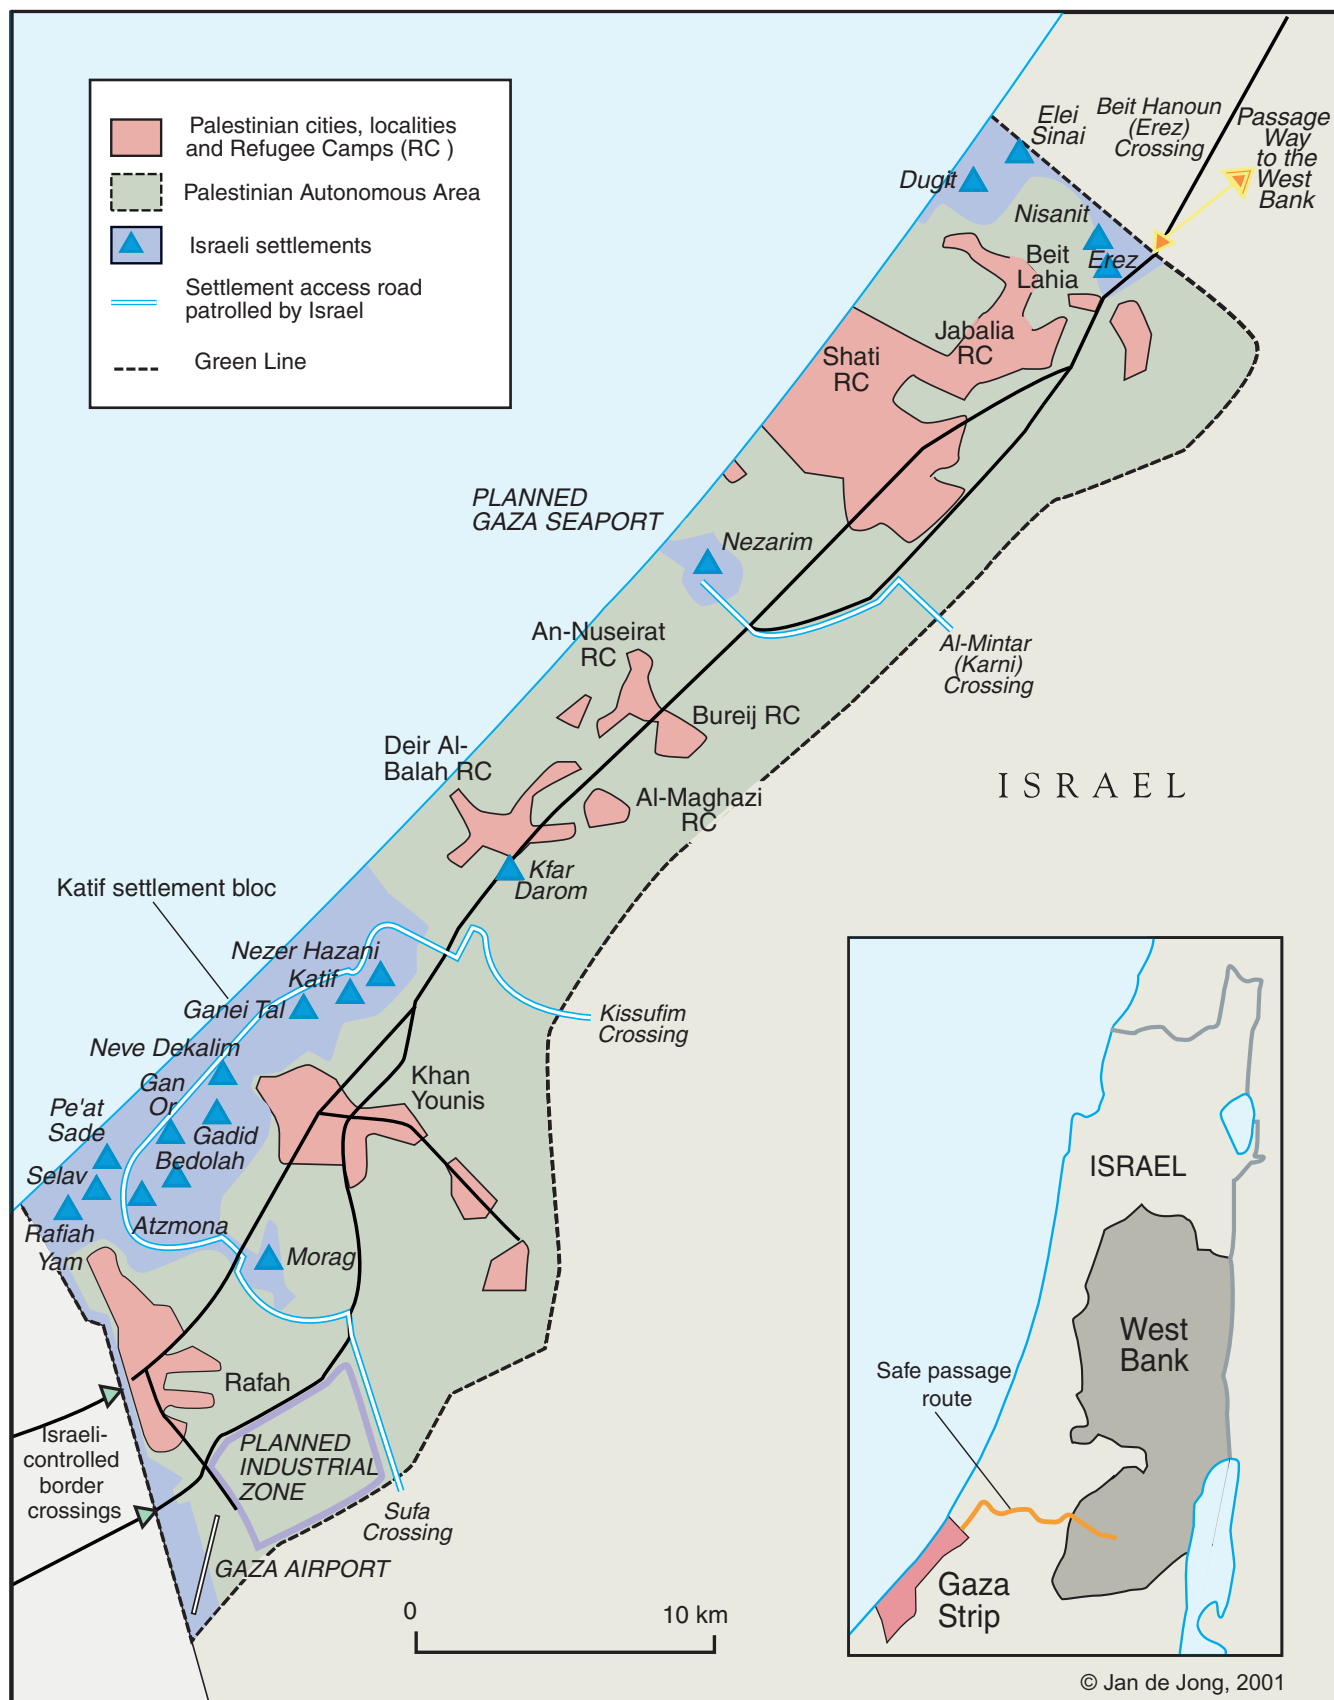 Palestinian cities, localities
and Refugee Camps (RC )
Palestinian Autonomous Area
Israeli settlements
Settlement access road
patrolled by Israel
Green Line
Elei
Sinai
Beit Hanoun
(Erez)
Crossing
Passage
Way
to the
West
Bank
Dugit
Nisanit
Beit
Lahia
Erez
Jabalia
RC
Shati
RC
PLANNED
GAZA SEAPORT
Nezarim
An-Nuseirat
RC
Al-Mintar
(Karni)
Crossing
Bureij RC
Deir Al-
Balah RC
Al-Maghazi
RC
ISRAEL
Kfar
Darom
Katif settlement bloc
Nezer Hazani
Katif
Ganei Tal
Kissufim
Crossing
Neve Dekalim
Gan
Or
Khan
Younis
Pe'at
Sade
Gadid
Bedolah
Selav
Atzmona
Rafiah
Yam
Morag
Rafah
Israeli-
controlled
border
crossings
PLANNED
INDUSTRIAL
ZONE
Sufa
Crossing
GAZA AIRPORT
0
10 km
ISRAEL
West
Bank
Safe passage
route
Gaza
Strip
© Jan de Jong, 2001